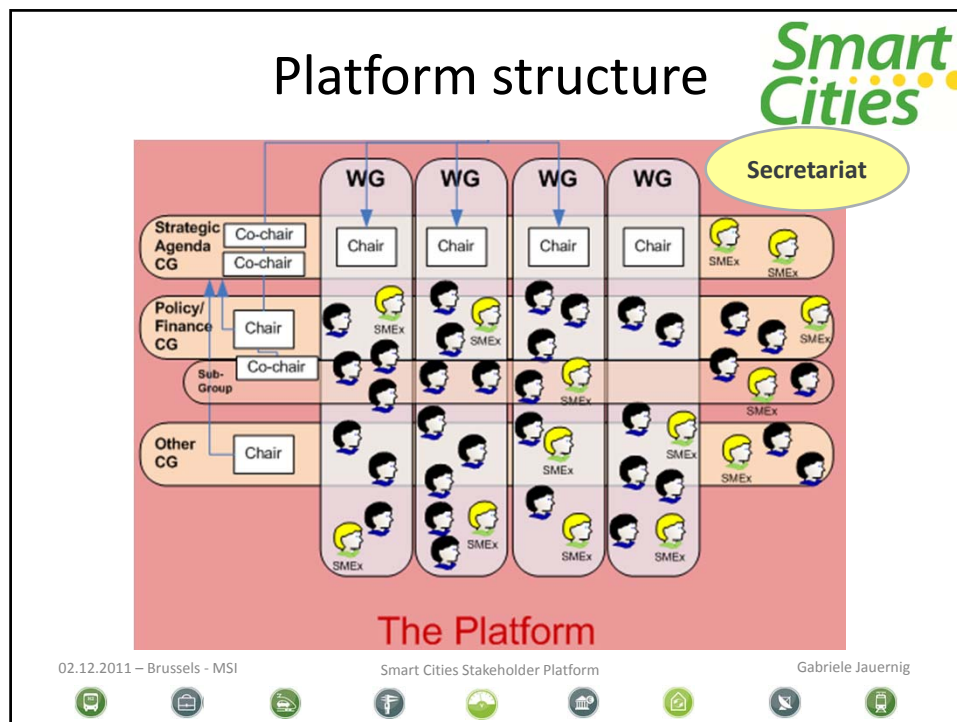 Platform structure
Smart
Cities
Secretariat
WG
WG
WG
WG
Strategic
Agenda
CG
Co-chair
Co-chair
Chair
Chair
Chair
Chair
SMEx
SMEx
Policy/
Finance
CG
Chair
SMEx
SMEx
SMEx
Sub-
Group
Co-chair
SMEx
SMEx
Other
CG
Chair
SMEx
SMEx
SMEx
SMEx
SMEx
SMEx
SMEx
The Platform
02.12.2011 – Brussels - MSI
Smart Cities Stakeholder Platform
Gabriele Jauernig